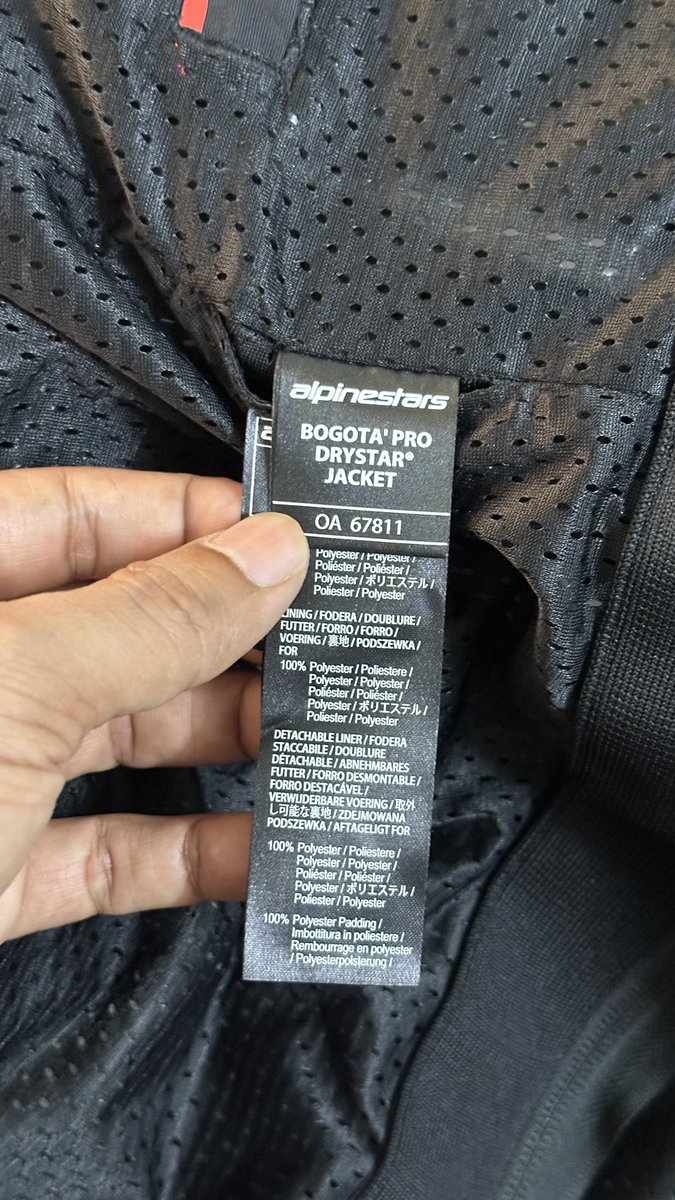 alpinestars
BOGOTA' PRO
DRYSTAR®
JACKET
OA 67811
Polyester / Polyester /
Poliéster / Poliéster /
Polyester / ポリエステル /
Poliester / Polyester
LINING / FODERA / DOUBLURE /
FUTTER / FORRO / FORRO /
VOERING / 裏地 / PODSZEWKA /
FOR
100% Polyester / Poliestere /
Polyester / Polyester /
Poliéster / Poliéster /
Polyester / ポリエステル /
Poliester / Polyester
DETACHABLE LINER / FODERA
STACCABILE / DOUBLURE
DÉTACHABLE / ABNEHMBARES
FUTTER / FORRO DESMONTABLE /
FORRO DESTACÁVEL /
VERWIJDERBARE VOERING / 取外
し可能な裏地 / ZDEJMOWANA
PODSZEWKA / AFTAGELIGT FOR
100% Polyester / Poliestere /
Polyester / Polyester /
Poliéster / Poliéster /
Polyester / ポリエステル /
Poliester / Polyester
100% Polyester Padding /
Imbottitura in poliestere /
Rembourrage en polyester
/ Polyesterpolsterung /